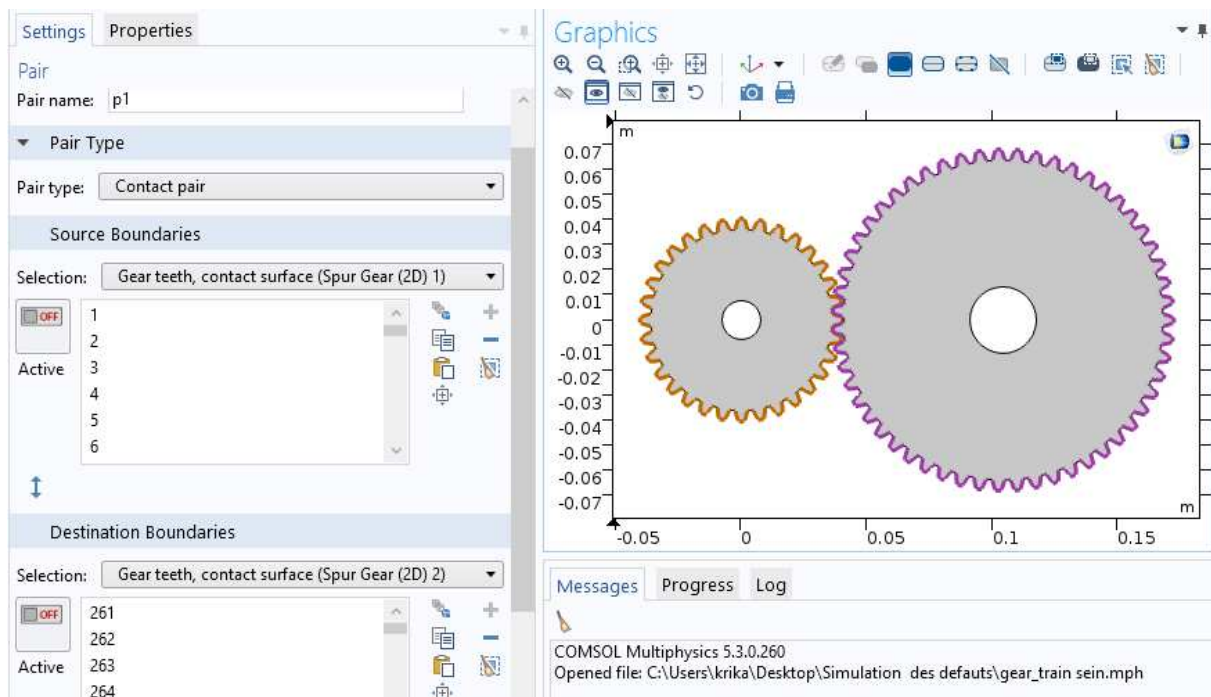 Settings Properties
Pair
Pair name: p1
Pair Type
Pair type: Contact pair
Source Boundaries
Selection: Gear teeth, contact surface (Spur Gear (2D) 1)
OFF
Active
1
2
3
4
5
6
Destination Boundaries
Selection: Gear teeth, contact surface (Spur Gear (2D) 2)
OFF
Active
261
262
263
264
Graphics
m
0.07
0.06
0.05
0.04
0.03
0.02
0.01
0
-0.01
-0.02
-0.03
-0.04
-0.05
-0.06
-0.07
m
-0.05 0 0.05 0.1 0.15
Messages Progress Log
COMSOL Multiphysics 5.3.0.260
Opened file: C:\Users\krika\Desktop\Simulation des defauts\gear_train sein.mph